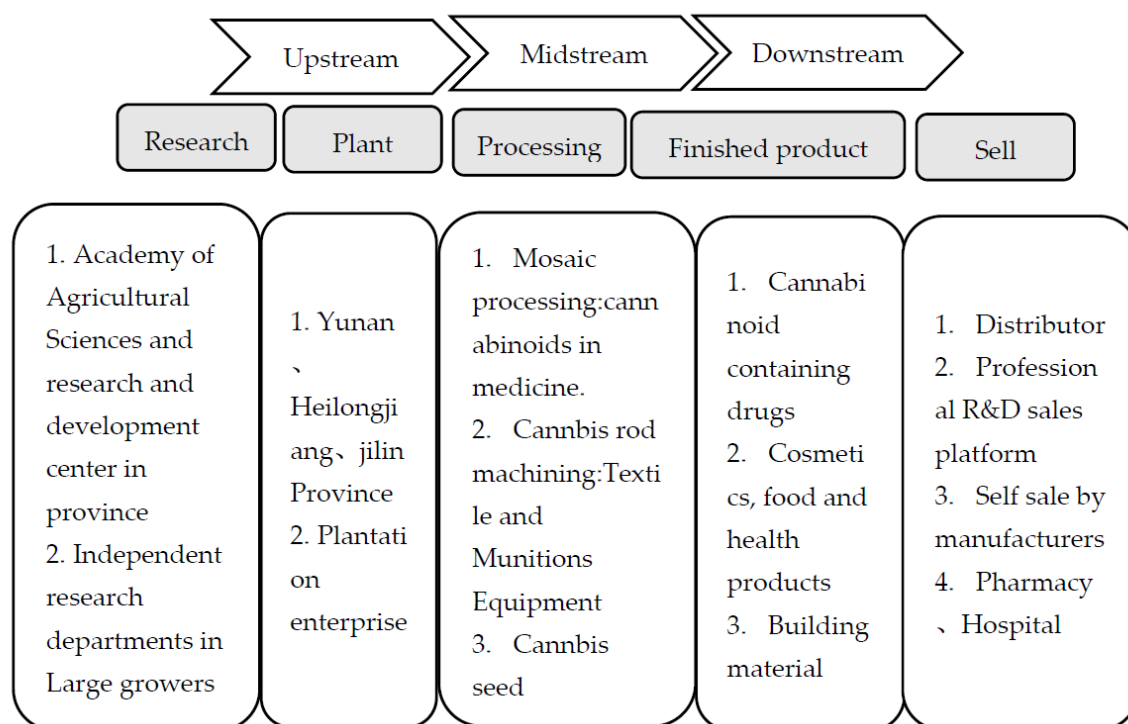 Upstream
Midstream
Downstream
Research
Plant
Processing
Finished product
Sell
1. Academy of
Agricultural
Sciences and
research and
development
center in
province
2. Independent
research
departments in
Large growers
1. Yunan
、
Heilongji
ang、jilin
Province
2. Plantati
on
enterprise
1. Mosaic
processing:cann
abinoids in
medicine.
2. Cannbis rod
machining:Texti
le and
Munitions
Equipment
3. Cannbis
seed
1. Cannabi
noid
containing
drugs
2. Cosmeti
cs, food and
health
products
3. Building
material
1. Distributor
2. Profession
al R&D sales
platform
3. Self sale by
manufacturers
4. Pharmacy
、Hospital